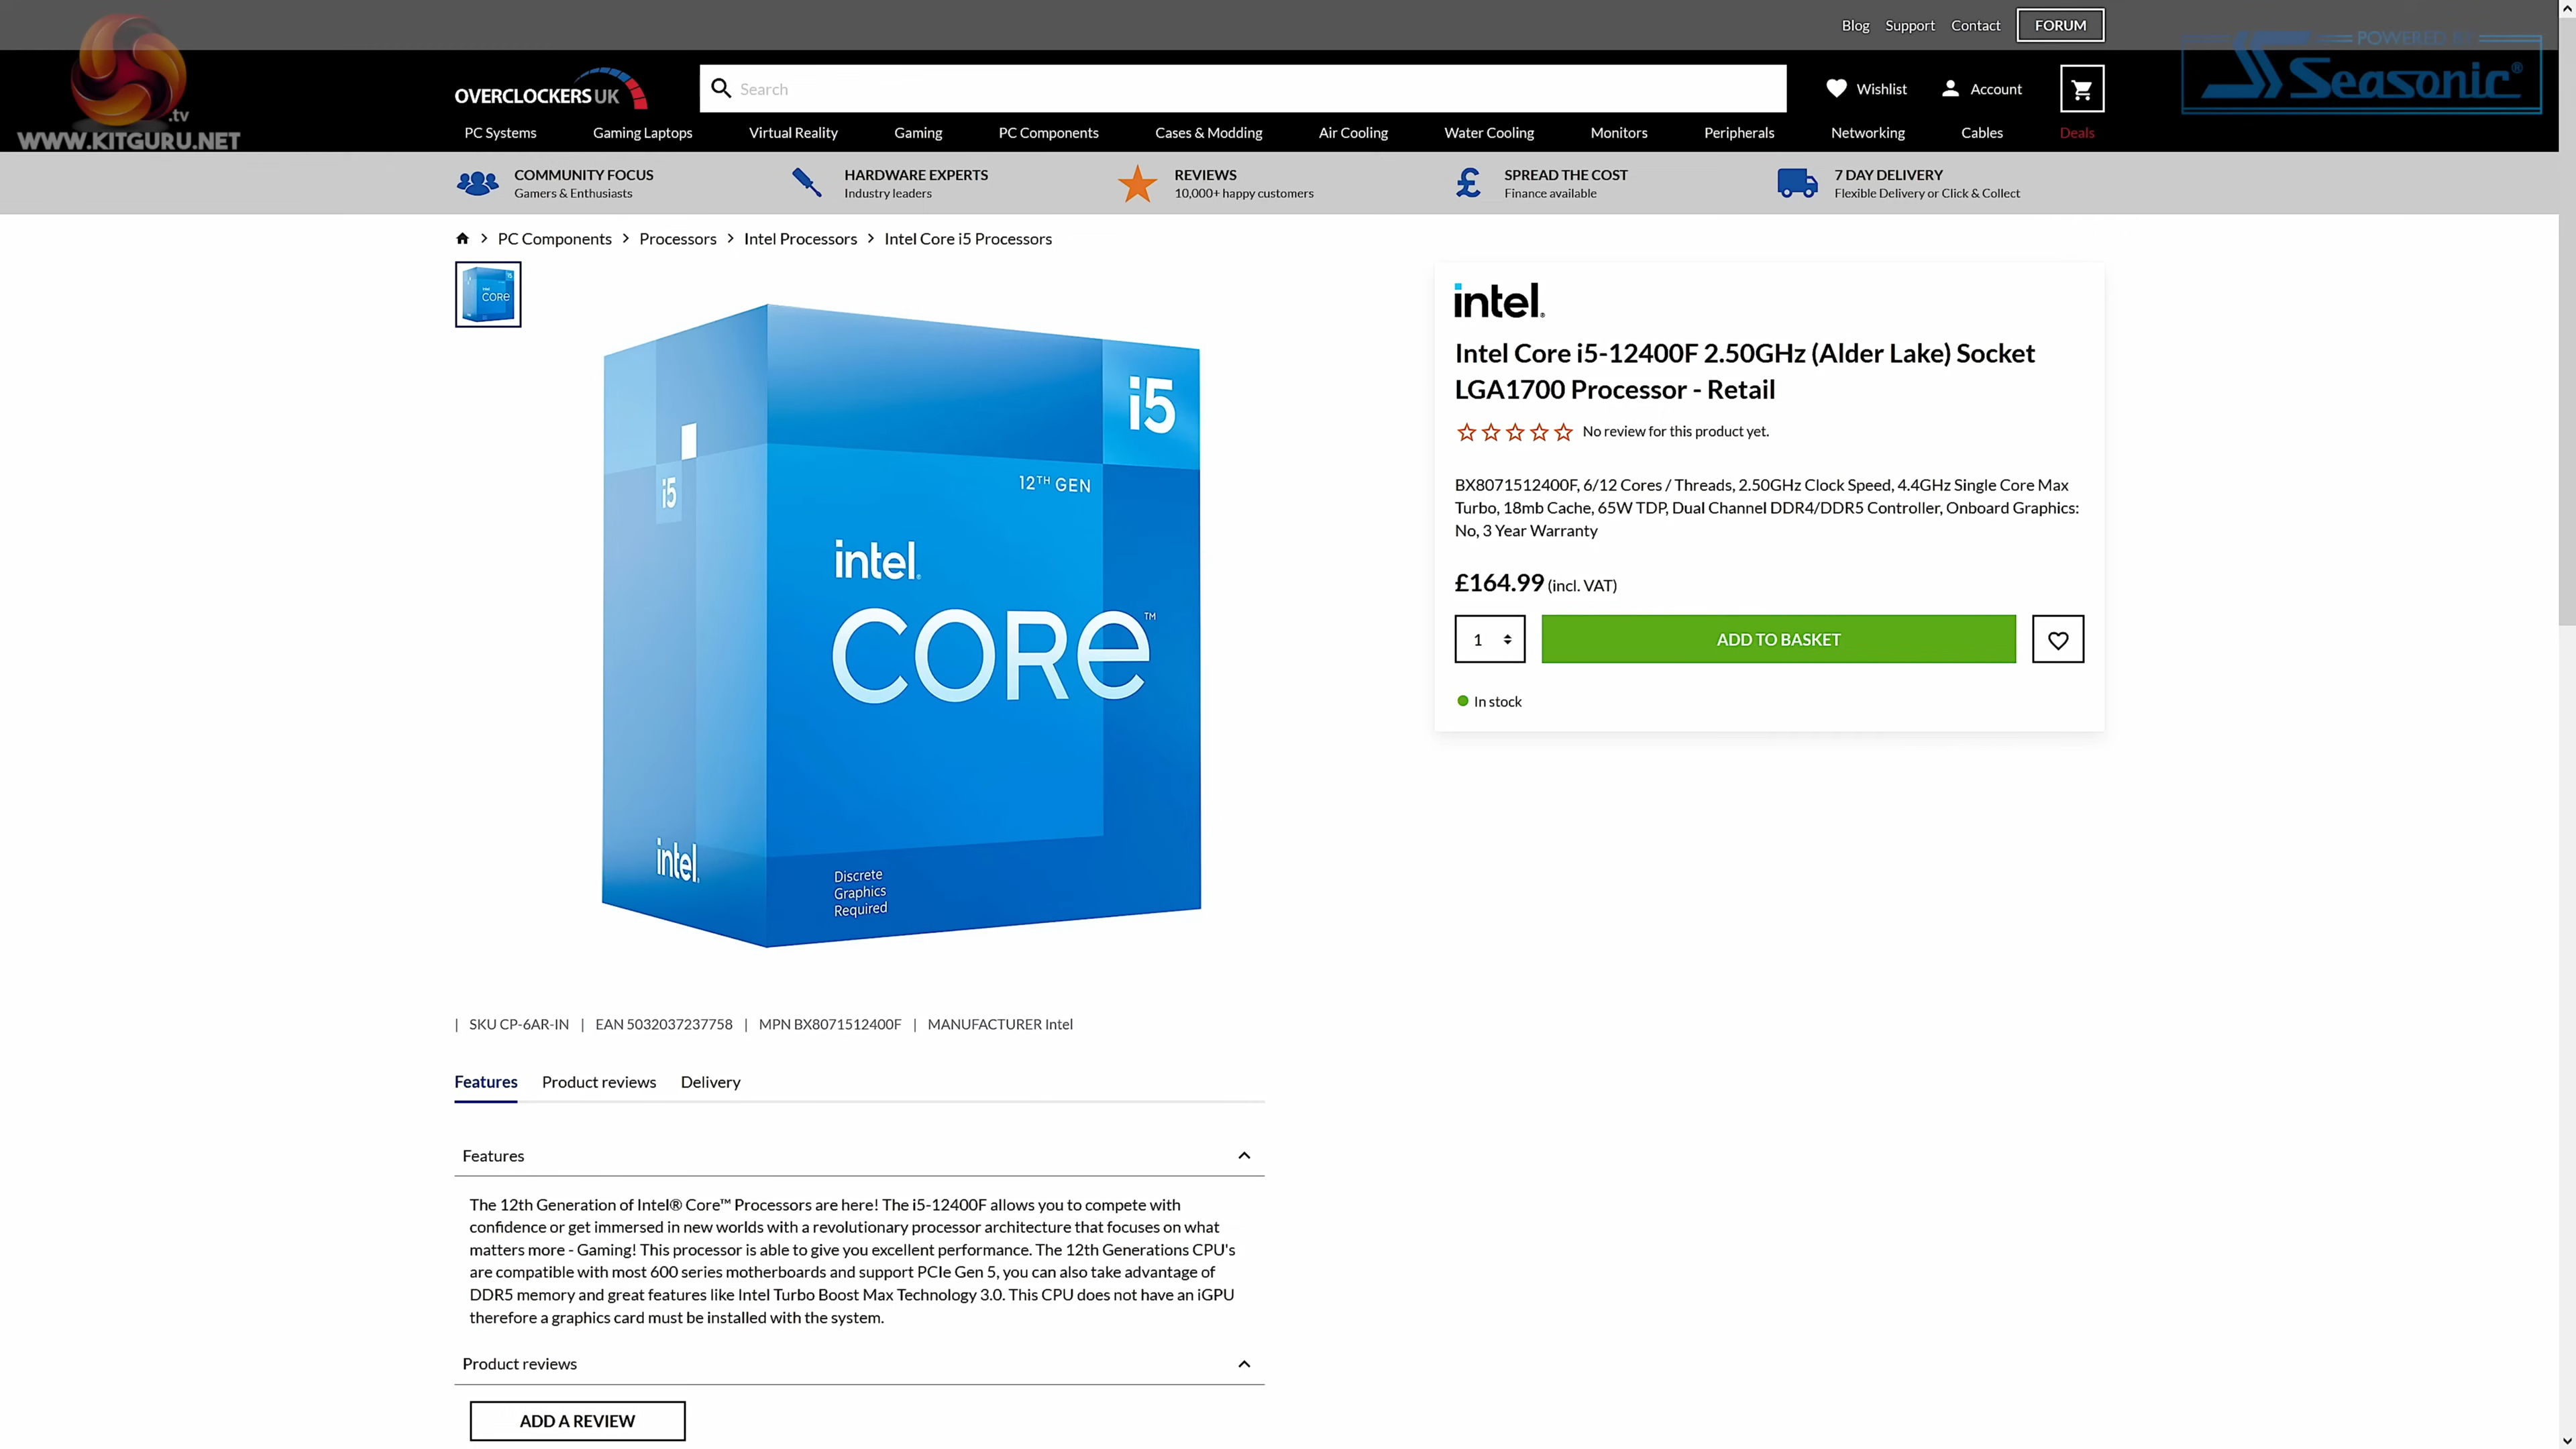 Blog Support Contact FORUM
POWERED BY
Seasonic®
.tv
WWW.KITGURU.NET
OVERCLOCKERS UK
Search
Wishlist Account
PC Systems Gaming Laptops Virtual Reality Gaming PC Components Cases & Modding Air Cooling Water Cooling Monitors Peripherals Networking Cables Deals
COMMUNITY FOCUS
Gamers & Enthusiasts
HARDWARE EXPERTS
Industry leaders
REVIEWS
10,000+ happy customers
SPREAD THE COST
Finance available
7 DAY DELIVERY
Flexible Delivery or Click & Collect
PC Components > Processors > Intel Processors > Intel Core i5 Processors
i5
intel
CORE
i5
12TH GEN
i5
intel.
CORE™
intel.
Discrete
Graphics
Required
intel.
Intel Core i5-12400F 2.50GHz (Alder Lake) Socket
LGA1700 Processor - Retail
No review for this product yet.
BX8071512400F, 6/12 Cores / Threads, 2.50GHz Clock Speed, 4.4GHz Single Core Max
Turbo, 18mb Cache, 65W TDP, Dual Channel DDR4/DDR5 Controller, Onboard Graphics:
No, 3 Year Warranty
£164.99 (incl. VAT)
1
ADD TO BASKET
In stock
| SKU CP-6AR-IN | EAN 5032037237758 | MPN BX8071512400F | MANUFACTURER Intel
Features Product reviews Delivery
Features
The 12th Generation of Intel® Core™ Processors are here! The i5-12400F allows you to compete with
confidence or get immersed in new worlds with a revolutionary processor architecture that focuses on what
matters more - Gaming! This processor is able to give you excellent performance. The 12th Generations CPU's
are compatible with most 600 series motherboards and support PCIe Gen 5, you can also take advantage of
DDR5 memory and great features like Intel Turbo Boost Max Technology 3.0. This CPU does not have an iGPU
therefore a graphics card must be installed with the system.
Product reviews
ADD A REVIEW